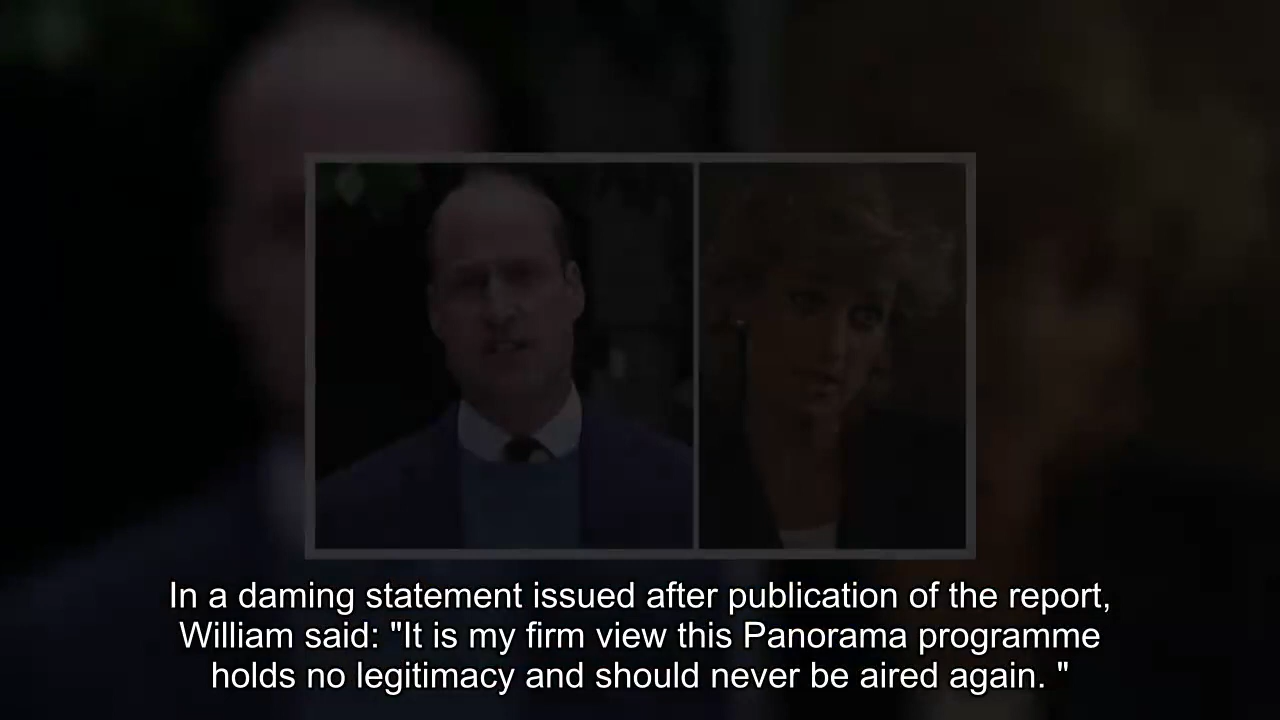 In a daming statement issued after publication of the report,
William said: "It is my firm view this Panorama programme
holds no legitimacy and should never be aired again. "